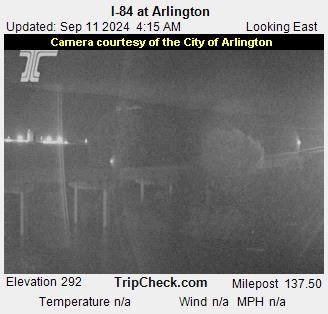 I-84 at Arlington
Updated: Sep 11 2024 4:15 AM Looking East
Camera courtesy of the City of Arlington
Elevation 292 TripCheck.com Milepost 137.50
Temperature n/a Wind n/a MPH n/a